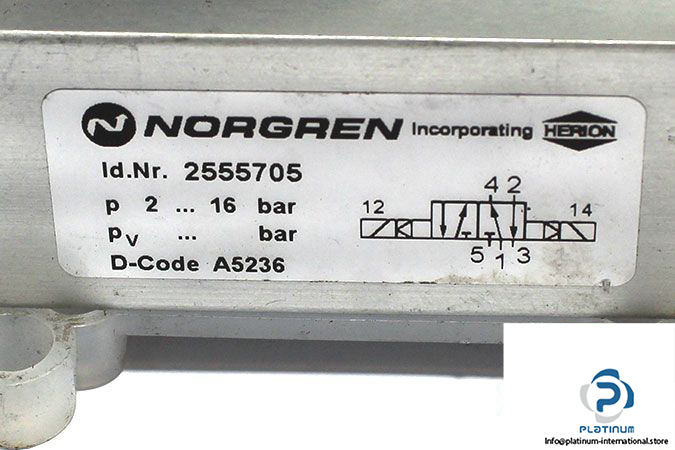 NORGREN Incorporating HERION
Id.Nr. 2555705
p 2 ... 16 bar
pV ... bar
D-Code A5236
4 2
12 14
5 1 3
PLATINUM
Info@platinum-international.store